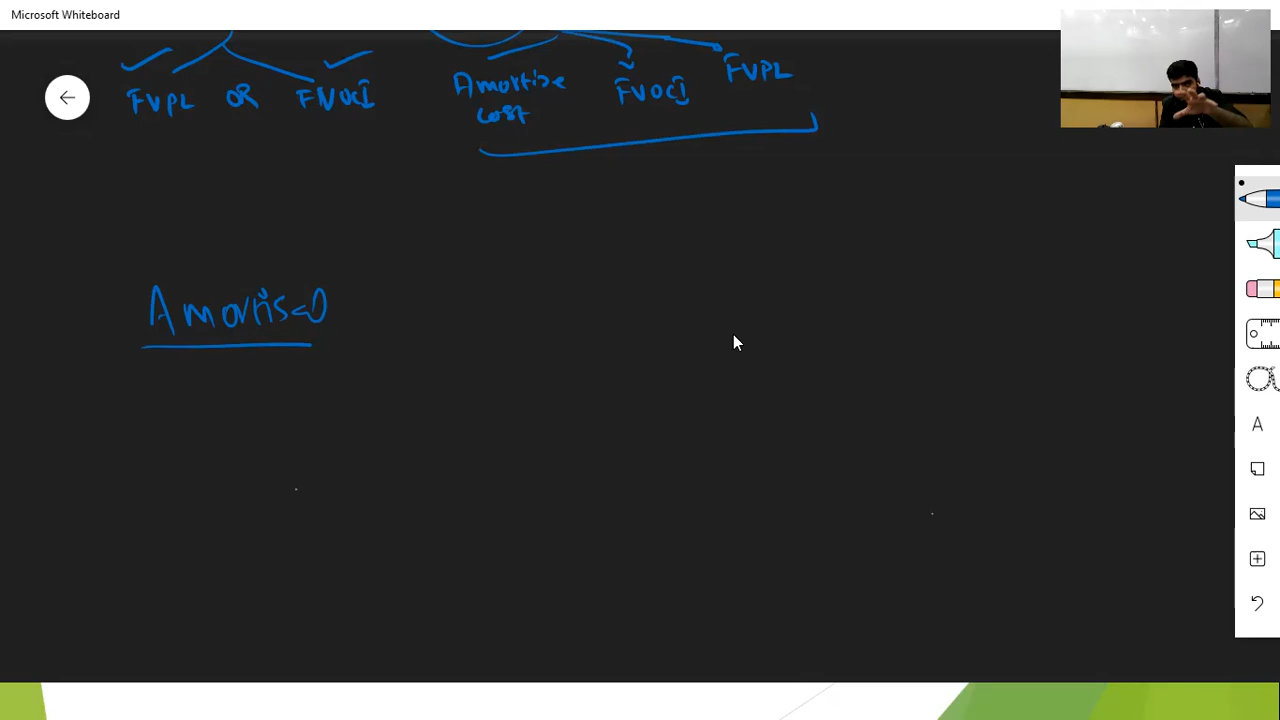 Microsoft Whiteboard
FVPL OR FVOCI
Amortise cost
FVOCI
FVPL
Amortised
A